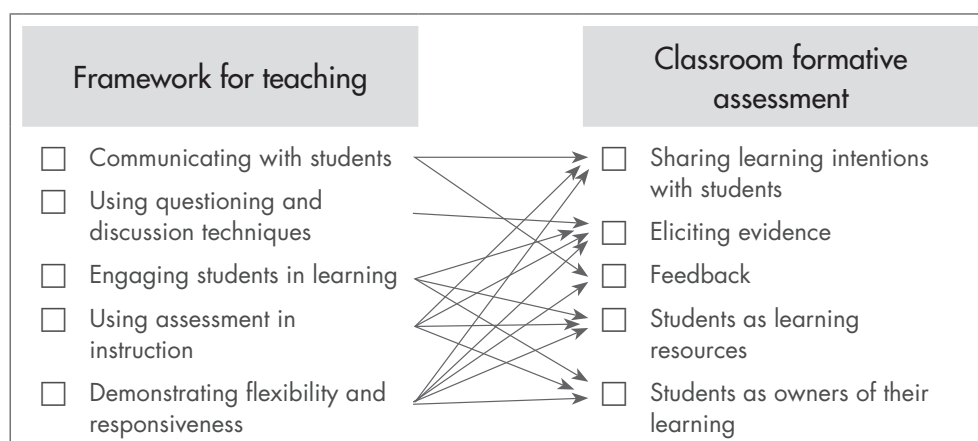 Framework for teaching
Communicating with students
Using questioning and
discussion techniques
Engaging students in learning
Using assessment in
instruction
Demonstrating flexibility and
responsiveness
Classroom formative
assessment
Sharing learning intentions
with students
Eliciting evidence
Feedback
Students as learning
resources
Students as owners of their
learning